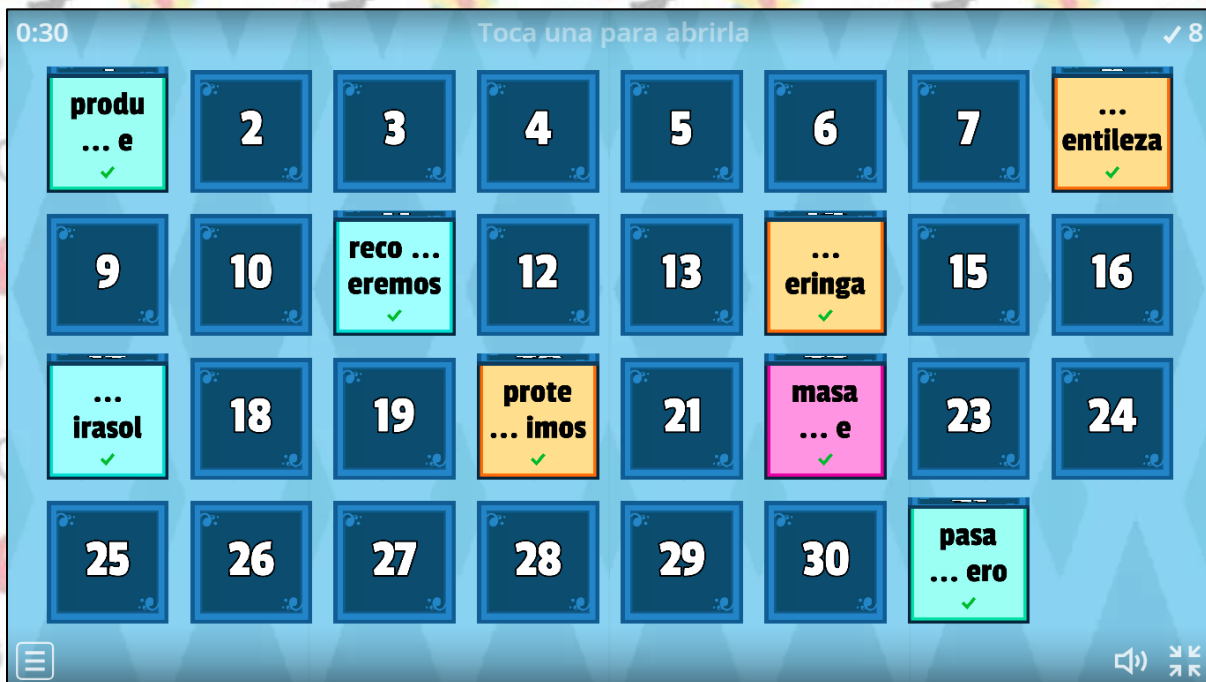 0:30 Toca una para abrirla ✓ 8
produ
... e
✓
2
3
4
5
6
7
...
entileza
✓
9
10
reco ...
eremos
✓
12
13
...
eringa
✓
15
16
...
irasol
✓
18
19
prote
... imos
✓
21
masa
... e
✓
23
24
25
26
27
28
29
30
pasa
... ero
✓